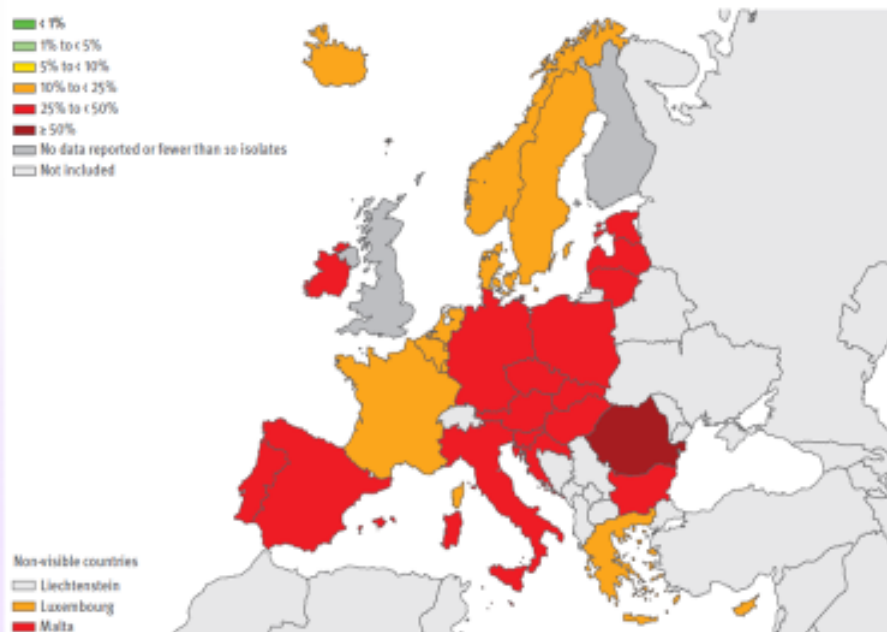 < 1%
1% to < 5%
5% to < 10%
10% to < 25%
25% to < 50%
≥ 50%
No data reported or fewer than 10 isolates
Not included
Non-visible countries
Liechtenstein
Luxembourg
Malta